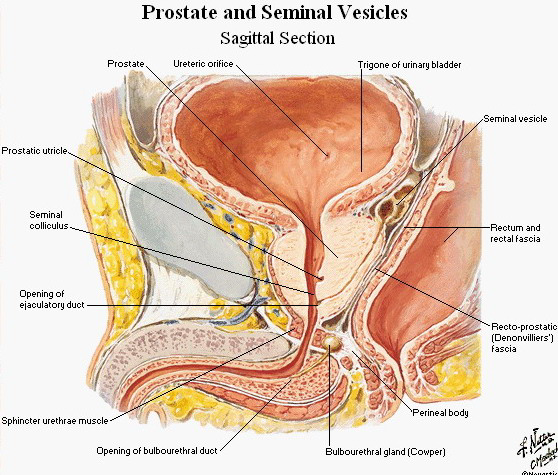 Prostate and Seminal Vesicles
Sagittal Section
Prostate
Ureteric orifice
Trigone of urinary bladder
Seminal vesicle
Prostatic utricle
Seminal
colliculus
Rectum and
rectal fascia
Opening of
ejaculatory duct
Recto-prostatic
(Denonvilliers')
fascia
Sphincter urethrae muscle
Perineal body
Opening of bulbourethral duct
Bulbourethral gland (Cowper)